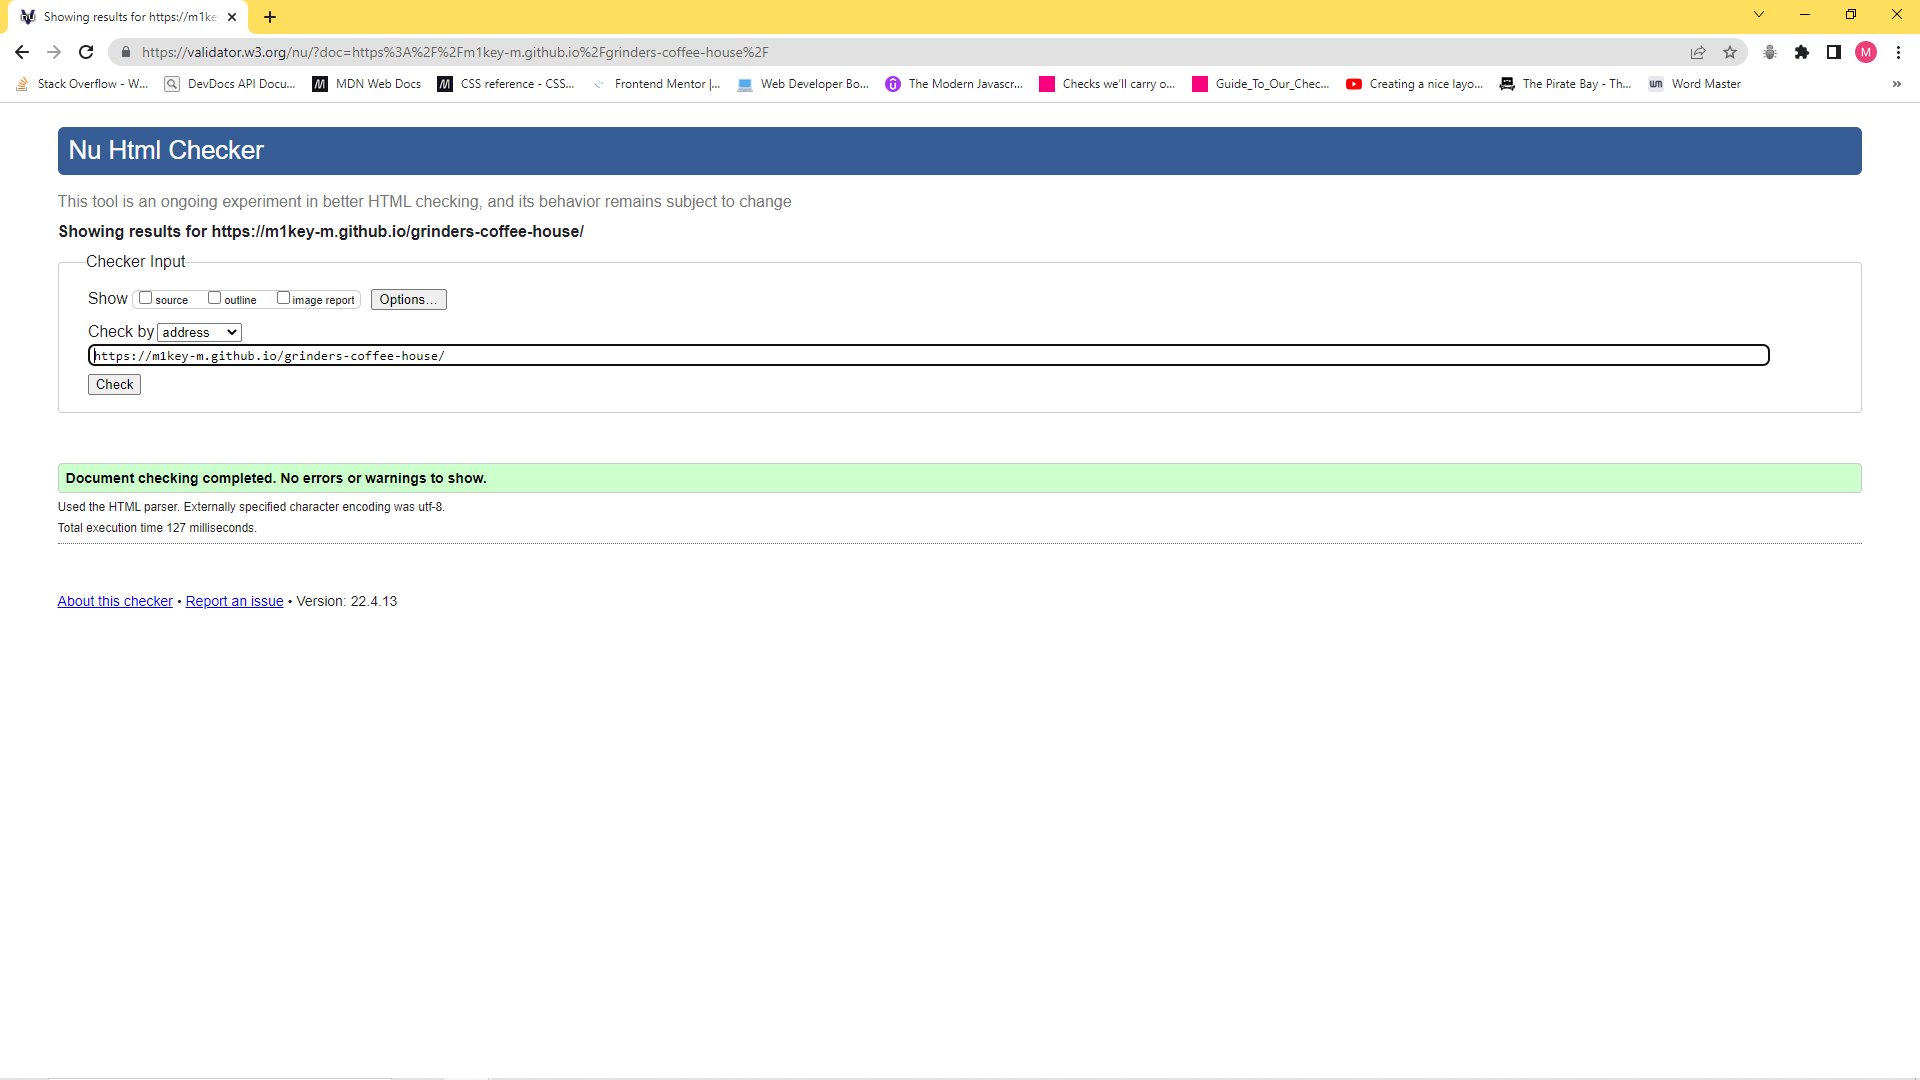 Showing results for https://m1ke
https://validator.w3.org/nu/?doc=https%3A%2F%2Fm1key-m.github.io%2Fgrinders-coffee-house%2F
M
Stack Overflow - W... DevDocs API Docu... MDN Web Docs CSS reference - CSS... Frontend Mentor |... Web Developer Bo... The Modern Javascr... Checks we'll carry o... Guide_To_Our_Chec... Creating a nice layo... The Pirate Bay - Th... wm Word Master »
Nu Html Checker
This tool is an ongoing experiment in better HTML checking, and its behavior remains subject to change
Showing results for https://m1key-m.github.io/grinders-coffee-house/
Checker Input
Show source outline image report Options...
Check by address
https://m1key-m.github.io/grinders-coffee-house/
Check
Document checking completed. No errors or warnings to show.
Used the HTML parser. Externally specified character encoding was utf-8.
Total execution time 127 milliseconds.
About this checker • Report an issue • Version: 22.4.13